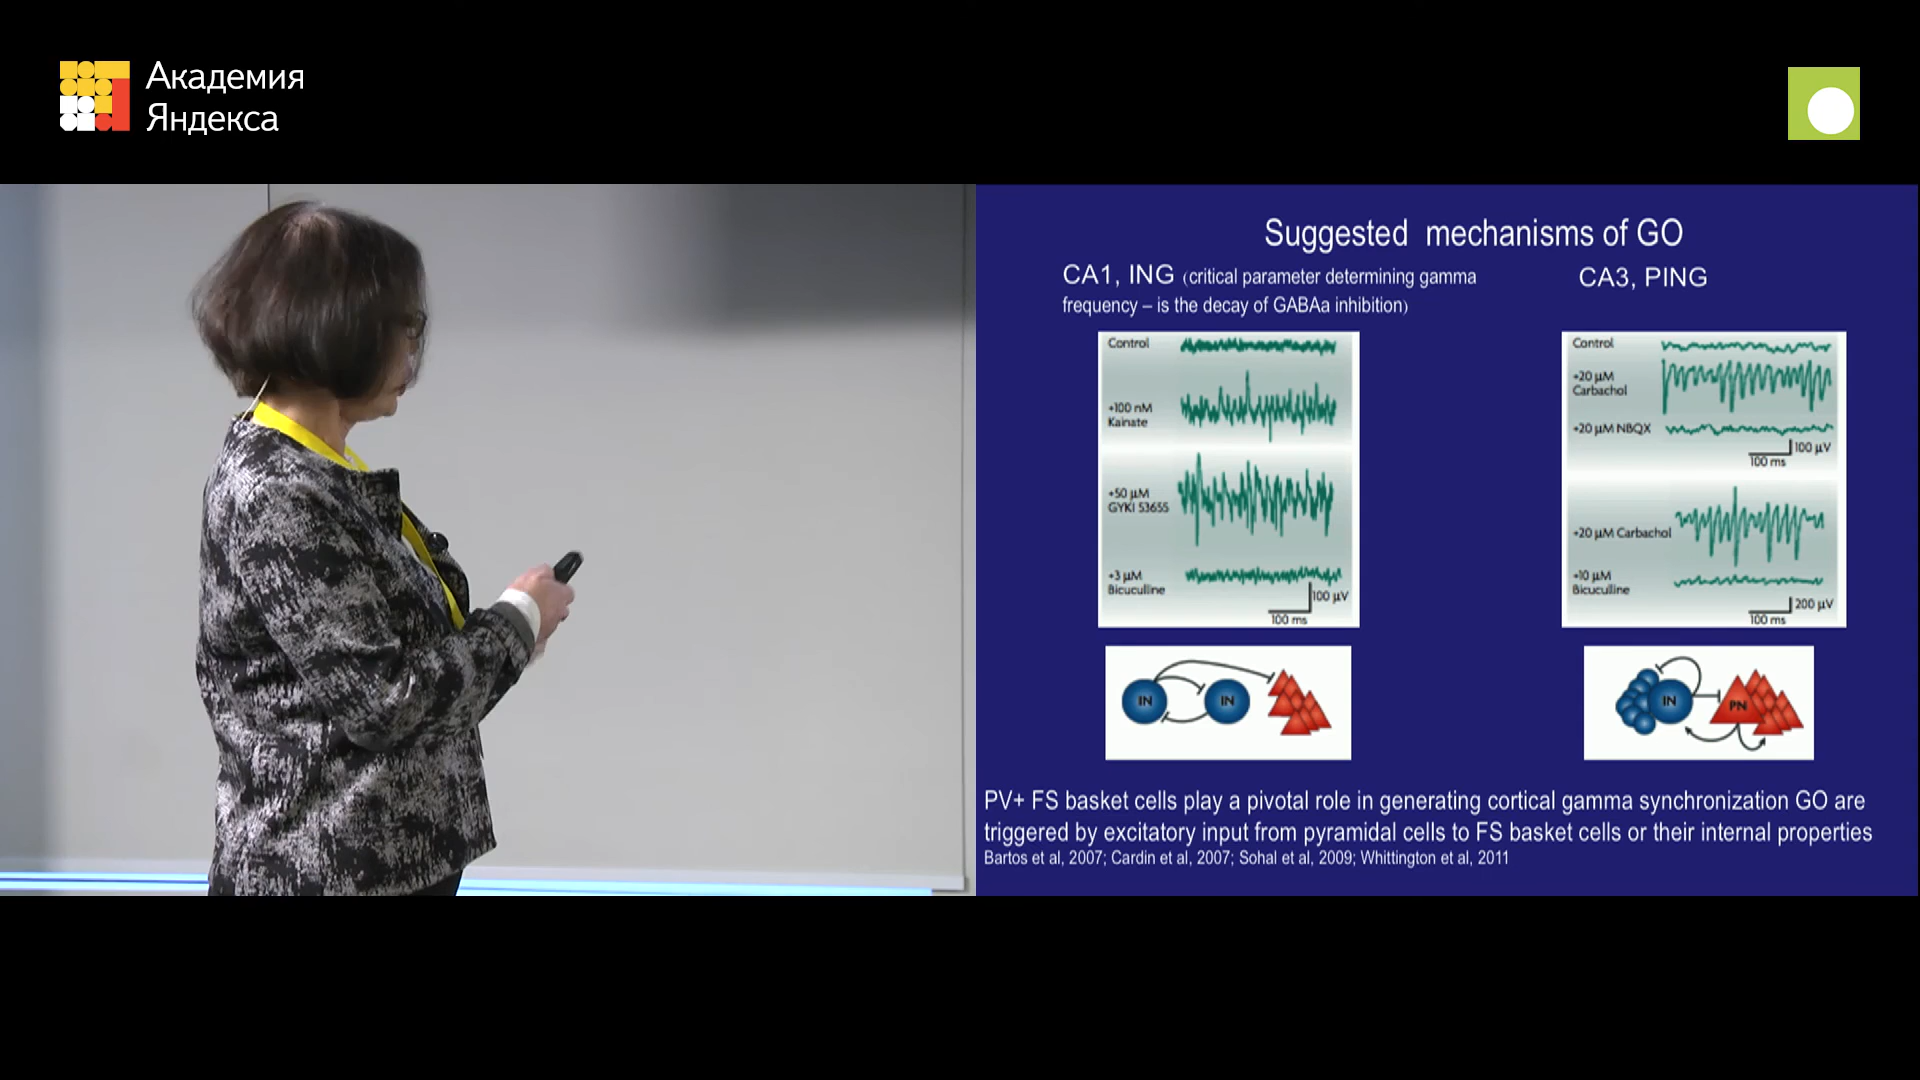 Академия
Яндекса
Suggested mechanisms of GO
CA1, ING (critical parameter determining gamma
frequency – is the decay of GABAa inhibition)
CA3, PING
Control
+100 nM
Kainate
+50 µM
GYKI 53655
+3 µM
Bicuculline
100 µV
100 ms
Control
+20 µM
Carbachol
+20 µM NBQX
100 µV
100 ms
+20 µM Carbachol
+10 µM
Bicuculline
200 µV
100 ms
IN
IN
IN
PN
PV+ FS basket cells play a pivotal role in generating cortical gamma synchronization GO are
triggered by excitatory input from pyramidal cells to FS basket cells or their internal properties
Bartos et al, 2007; Cardin et al, 2007; Sohal et al, 2009; Whittington et al, 2011